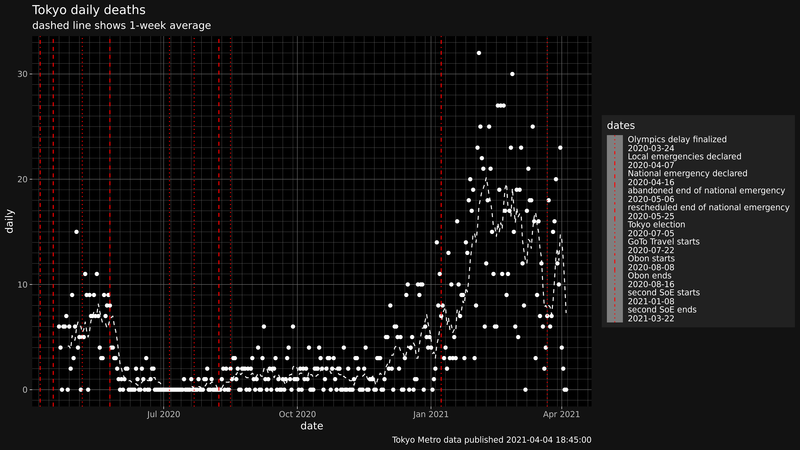 Tokyo daily deaths
dashed line shows 1-week average
daily
30
20
10
0
Jul 2020
Oct 2020
Jan 2021
Apr 2021
date
Tokyo Metro data published 2021-04-04 18:45:00
dates
Olympics delay finalized
2020-03-24
Local emergencies declared
2020-04-07
National emergency declared
2020-04-16
abandoned end of national emergency
2020-05-06
rescheduled end of national emergency
2020-05-25
Tokyo election
2020-07-05
GoTo Travel starts
2020-07-22
Obon starts
2020-08-08
Obon ends
2020-08-16
second SoE starts
2021-01-08
second SoE ends
2021-03-22